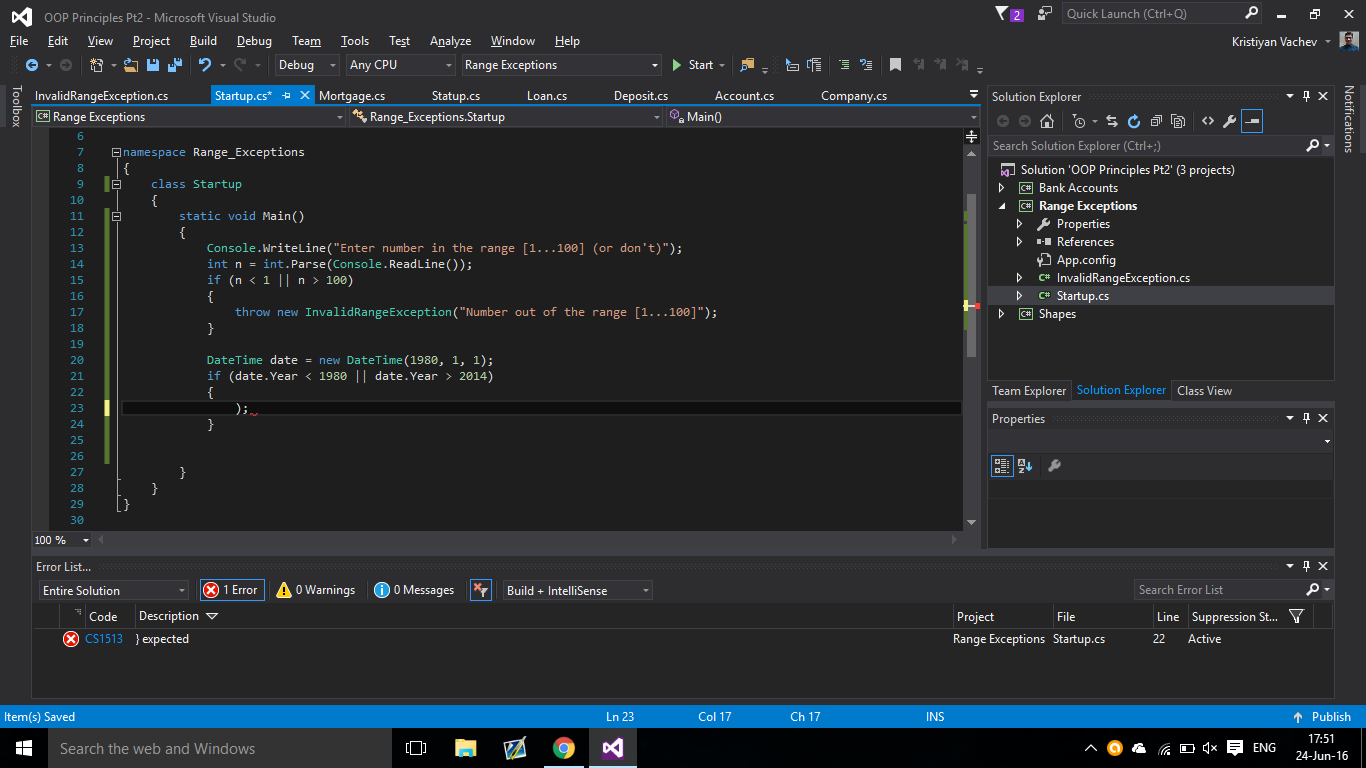 OOP Principles Pt2 - Microsoft Visual Studio
2
Quick Launch (Ctrl+Q)
File Edit View Project Build Debug Team Tools Test Analyze Window Help
Kristiyan Vachev
Debug Any CPU Range Exceptions Start
Toolbox
InvalidRangeException.cs Startup.cs* Mortgage.cs Statup.cs Loan.cs Deposit.cs Account.cs Company.cs
Range Exceptions Range_Exceptions.Startup Main()
6
7 namespace Range_Exceptions
8 {
9 class Startup
10 {
11 static void Main()
12 {
13 Console.WriteLine("Enter number in the range [1...100] (or don't)");
14 int n = int.Parse(Console.ReadLine());
15 if (n < 1 || n > 100)
16 {
17 throw new InvalidRangeException("Number out of the range [1...100]");
18 }
19
20 DateTime date = new DateTime(1980, 1, 1);
21 if (date.Year < 1980 || date.Year > 2014)
22 {
23 );
24 }
25
26
27 }
28 }
29 }
30
100 %
Solution Explorer
Search Solution Explorer (Ctrl+;)
Solution 'OOP Principles Pt2' (3 projects)
C# Bank Accounts
C# Range Exceptions
Properties
References
App.config
C# InvalidRangeException.cs
C# Startup.cs
C# Shapes
Team Explorer Solution Explorer Class View
Properties
Notifications
Error List...
Entire Solution 1 Error 0 Warnings 0 Messages Build + IntelliSense Search Error List
Code Description Project File Line Suppression St...
CS1513 } expected Range Exceptions Startup.cs 22 Active
Item(s) Saved Ln 23 Col 17 Ch 17 INS Publish
Search the web and Windows
ENG
17:51
24-Jun-16